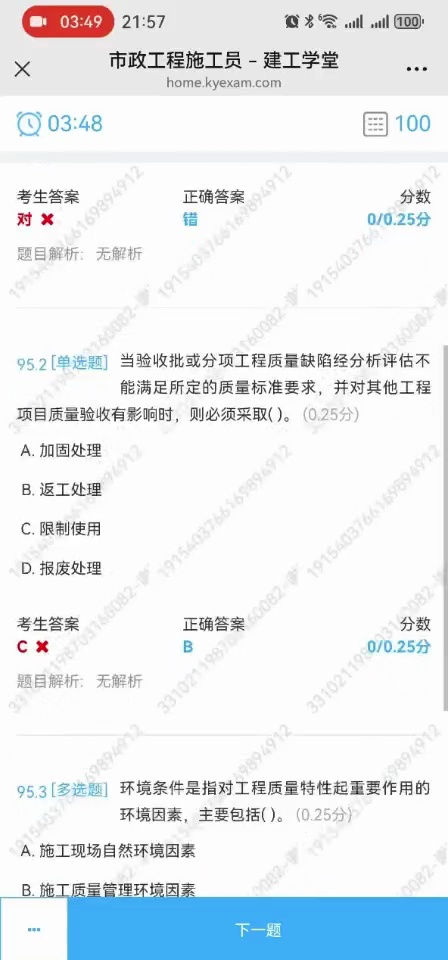 03:49 21:57 6 100
市政工程施工员 – 建工学堂
home.kyexam.com
03:48 100
考生答案 正确答案 分数
对 错 0/0.25分
题目解析: 无解析
95.2 [单选题] 当验收批或分项工程质量缺陷经分析评估不
能满足所定的质量标准要求，并对其他工程
项目质量验收有影响时，则必须采取( )。 (0.25分)
A. 加固处理
B. 返工处理
C. 限制使用
D. 报废处理
考生答案 正确答案 分数
C B 0/0.25分
题目解析: 无解析
95.3 [多选题] 环境条件是指对工程质量特性起重要作用的
环境因素，主要包括( )。 (0.25分)
A. 施工现场自然环境因素
B. 施工质量管理环境因素
下一题